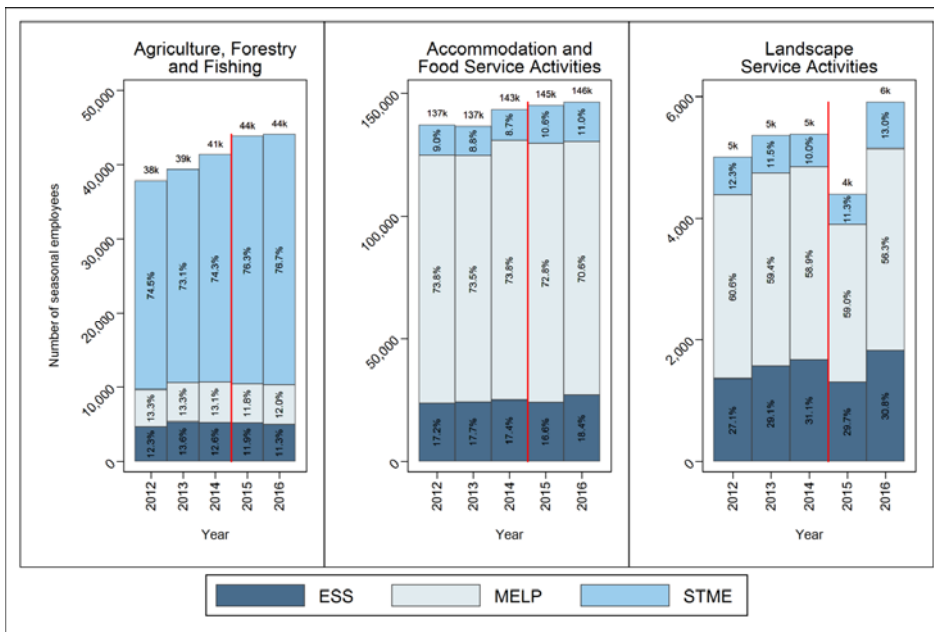 Agriculture, Forestry
and Fishing
Number of seasonal employees
50,000
40,000
30,000
20,000
10,000
0
38k
39k
41k
44k
44k
74.5%
73.1%
74.3%
76.3%
76.7%
13.3%
13.3%
13.1%
11.8%
12.0%
12.3%
13.6%
12.6%
11.9%
11.3%
2012
2013
2014
2015
2016
Year
Accommodation and
Food Service Activities
150,000
100,000
50,000
0
137k
137k
143k
145k
146k
9.0%
8.8%
8.7%
10.6%
11.0%
73.8%
73.5%
73.8%
72.8%
70.6%
17.2%
17.7%
17.4%
16.6%
18.4%
2012
2013
2014
2015
2016
Year
Landscape
Service Activities
6,000
4,000
2,000
0
5k
5k
5k
4k
6k
12.3%
11.5%
10.0%
11.3%
13.0%
60.6%
59.4%
58.9%
59.0%
56.3%
27.1%
29.1%
31.1%
29.7%
30.8%
2012
2013
2014
2015
2016
Year
ESS
MELP
STME